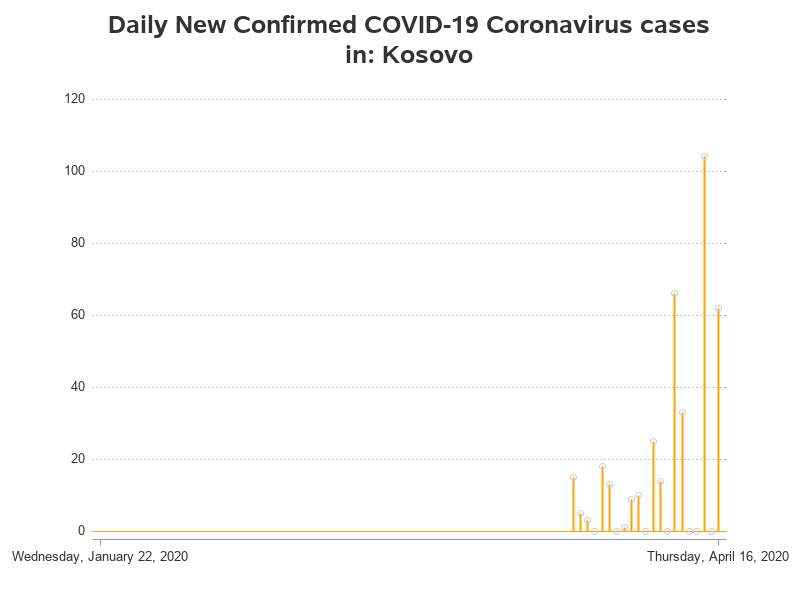 Daily New Confirmed COVID-19 Coronavirus cases
in: Kosovo
120
100
80
60
40
20
0
Wednesday, January 22, 2020
Thursday, April 16, 2020